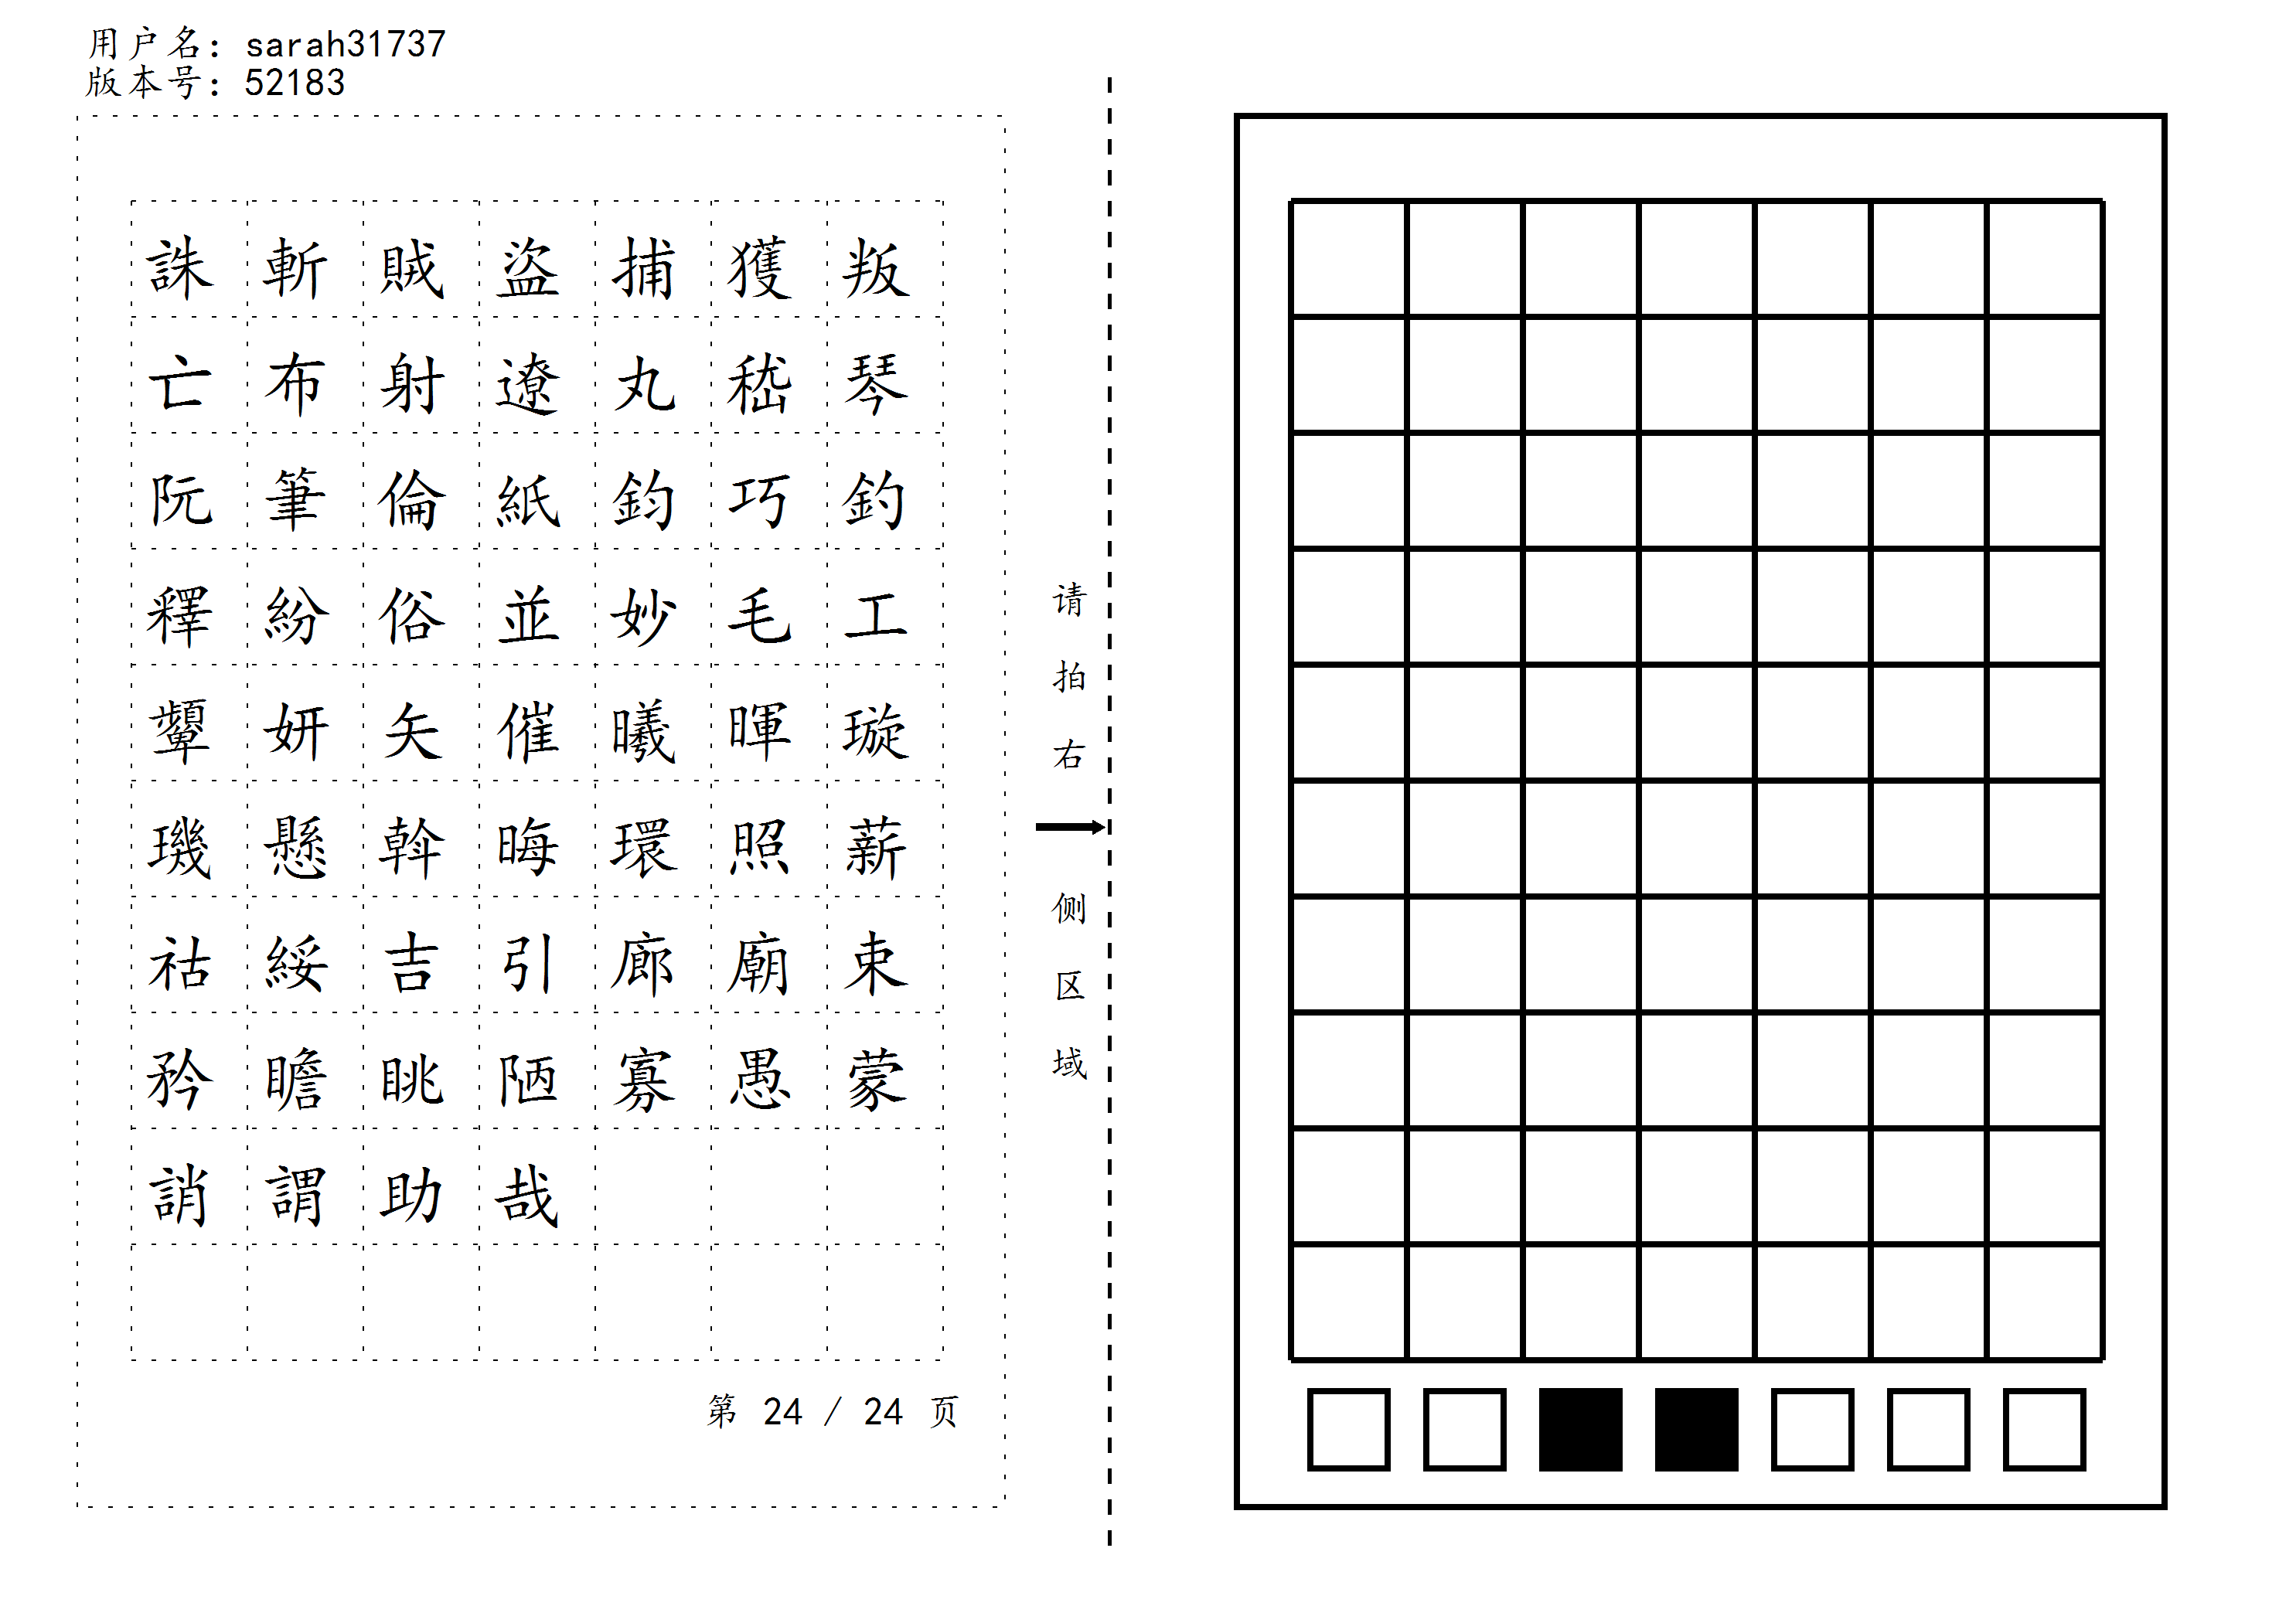 用户名: sarah31737
版本号: 52183
誅 斬 賊 盜 捕 獲 叛
亡 布 射 遼 丸 嵇 琴
阮 筆 倫 紙 鈞 巧 釣
釋 紛 俗 並 妙 毛 工
顰 妍 矢 催 曦 暉 璇
璣 懸 斡 晦 環 照 薪
祜 綏 吉 引 廊 廟 束
矜 瞻 眺 陋 寡 愚 蒙
誚 謂 助 哉
第 24 / 24 页
请拍右→侧区域